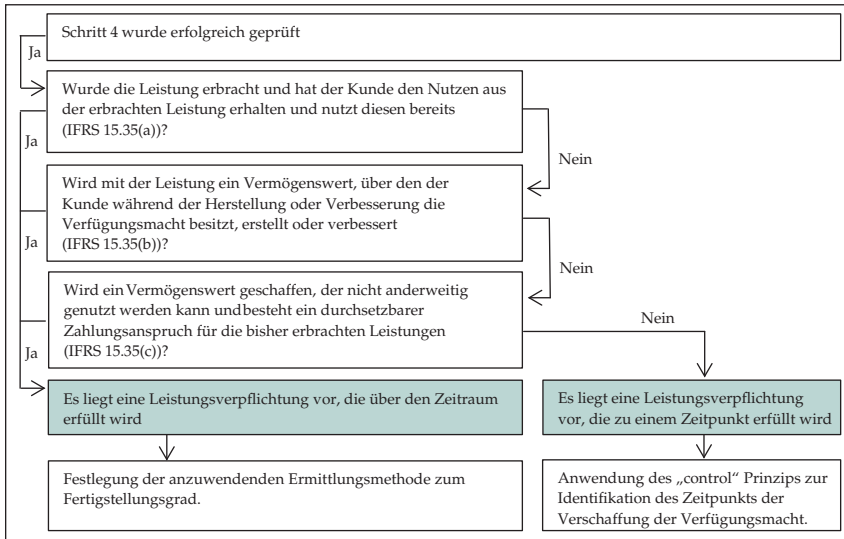 Schritt 4 wurde erfolgreich geprüft
Ja
Wurde die Leistung erbracht und hat der Kunde den Nutzen aus
der erbrachten Leistung erhalten und nutzt diesen bereits
(IFRS 15.35(a))?
Ja
Nein
Wird mit der Leistung ein Vermögenswert, über den der
Kunde während der Herstellung oder Verbesserung die
Verfügungsmacht besitzt, erstellt oder verbessert
(IFRS 15.35(b))?
Ja
Nein
Wird ein Vermögenswert geschaffen, der nicht anderweitig
genutzt werden kann undbesteht ein durchsetzbarer
Zahlungsanspruch für die bisher erbrachten Leistungen
(IFRS 15.35(c))?
Nein
Ja
Es liegt eine Leistungsverpflichtung vor, die über den Zeitraum
erfüllt wird
Es liegt eine Leistungsverpflichtung
vor, die zu einem Zeitpunkt erfüllt wird
Festlegung der anzuwendenden Ermittlungsmethode zum
Fertigstellungsgrad.
Anwendung des „control“ Prinzips zur
Identifikation des Zeitpunkts der
Verschaffung der Verfügungsmacht.